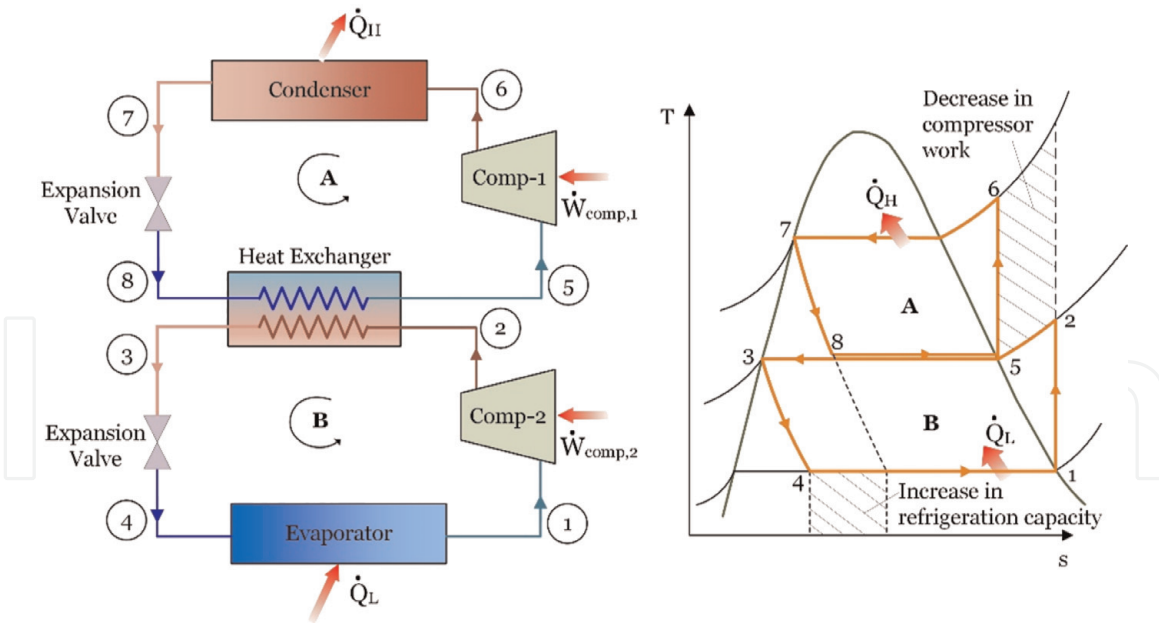 Q̇H
Condenser
6
7
A
Comp-1
Ẇcomp,1
Expansion
Valve
Heat Exchanger
8
5
3
2
B
Comp-2
Ẇcomp,2
Expansion
Valve
4
Evaporator
1
Q̇L
T
Decrease in
compressor
work
6
Q̇H
7
A
2
8
3
5
B
Q̇L
4
1
Increase in
refrigeration capacity
s